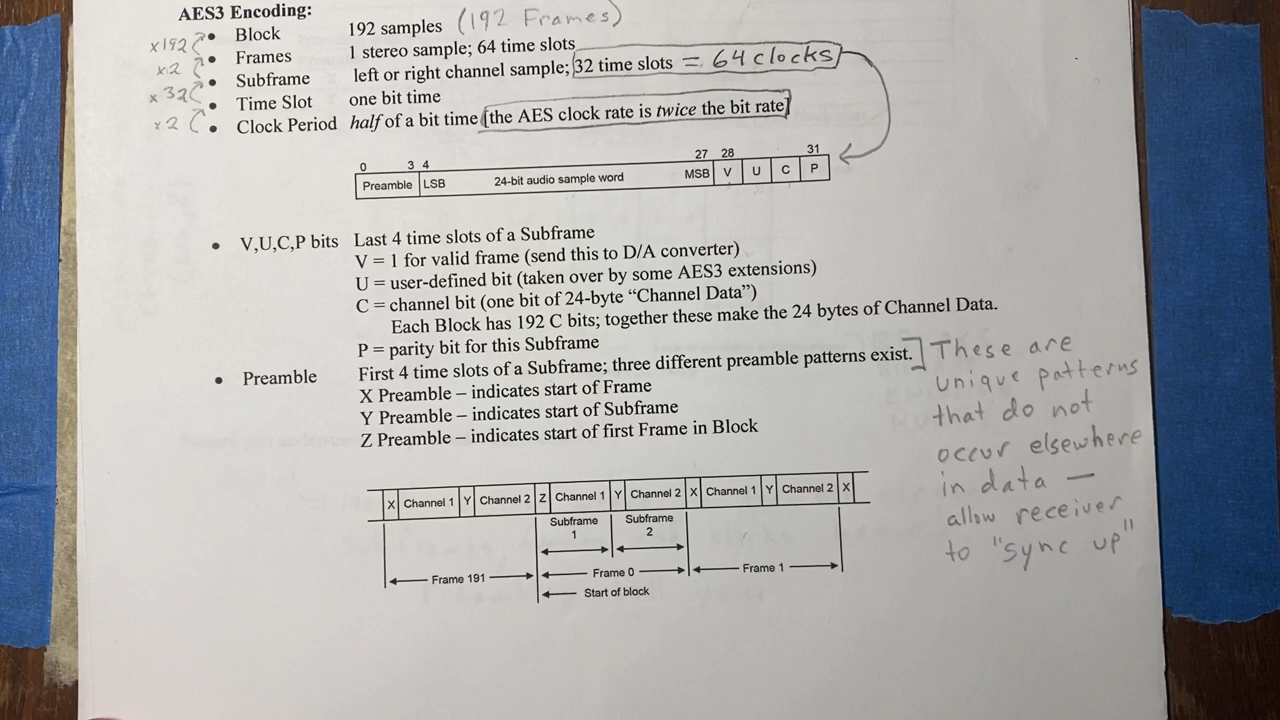 AES3 Encoding:
x192 • Block 192 samples (192 Frames)
x2 • Frames 1 stereo sample; 64 time slots
x32 • Subframe left or right channel sample; 32 time slots = 64 clocks
x2 • Time Slot one bit time
• Clock Period half of a bit time [the AES clock rate is twice the bit rate]
0 3 4 27 28 31
Preamble LSB 24-bit audio sample word MSB V U C P
• V,U,C,P bits Last 4 time slots of a Subframe
V = 1 for valid frame (send this to D/A converter)
U = user-defined bit (taken over by some AES3 extensions)
C = channel bit (one bit of 24-byte “Channel Data”)
Each Block has 192 C bits; together these make the 24 bytes of Channel Data.
P = parity bit for this Subframe
• Preamble First 4 time slots of a Subframe; three different preamble patterns exist.
X Preamble – indicates start of Frame
Y Preamble – indicates start of Subframe
Z Preamble – indicates start of first Frame in Block
These are
unique patterns
that do not
occur elsewhere
in data —
allow receiver
to "sync up"
X Channel 1 Y Channel 2 Z Channel 1 Y Channel 2 X Channel 1 Y Channel 2 X
Subframe 1 Subframe 2
Frame 191 Frame 0 Frame 1
Start of block